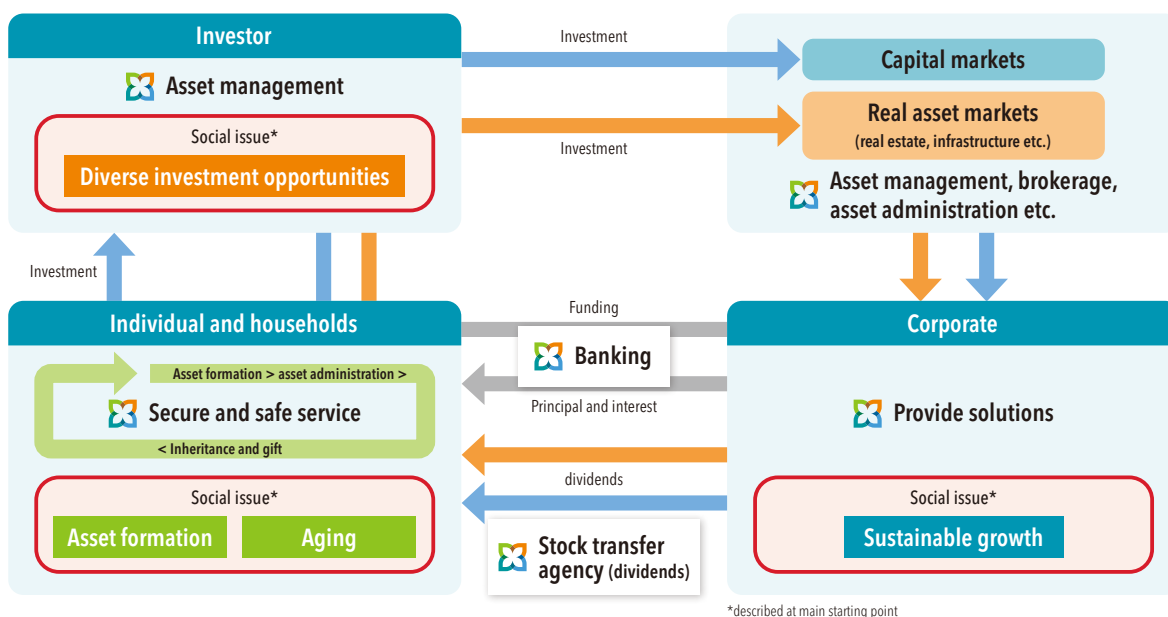 Investor
Asset management
Social issue*
Diverse investment opportunities
Investment
Investment
Capital markets
Real asset markets
(real estate, infrastructure etc.)
Asset management, brokerage,
asset administration etc.
Investment
Individual and households
Asset formation > asset administration >
Secure and safe service
< Inheritance and gift
Social issue*
Asset formation
Aging
Funding
Banking
Principal and interest
dividends
Stock transfer
agency (dividends)
Corporate
Provide solutions
Social issue*
Sustainable growth
*described at main starting point